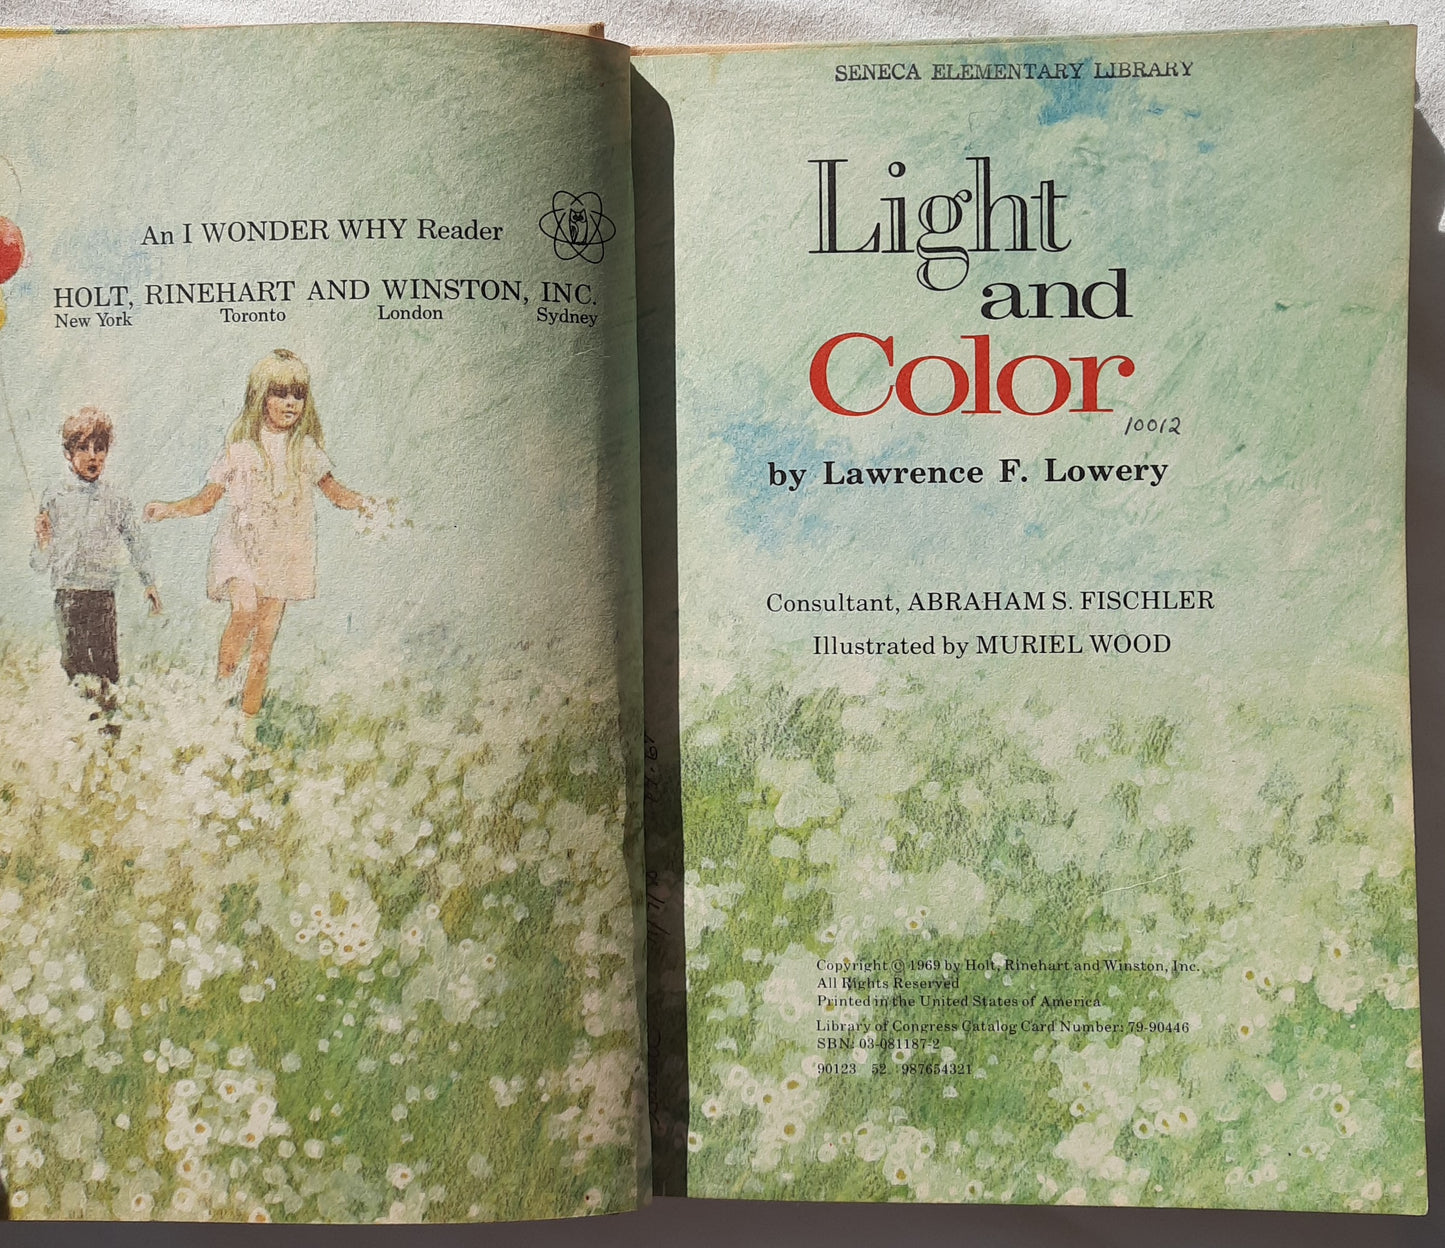 An I WONDER WHY Reader
HOLT, RINEHART AND WINSTON, INC.
New York Toronto London Sydney
SENECA ELEMENTARY LIBRARY
Light
and
Color
10012
by Lawrence F. Lowery
Consultant, ABRAHAM S. FISCHLER
Illustrated by MURIEL WOOD
Copyright © 1969 by Holt, Rinehart and Winston, Inc.
All Rights Reserved
Printed in the United States of America
Library of Congress Catalog Card Number: 79-90446
SBN: 03-081187-2
90123 52 987654321